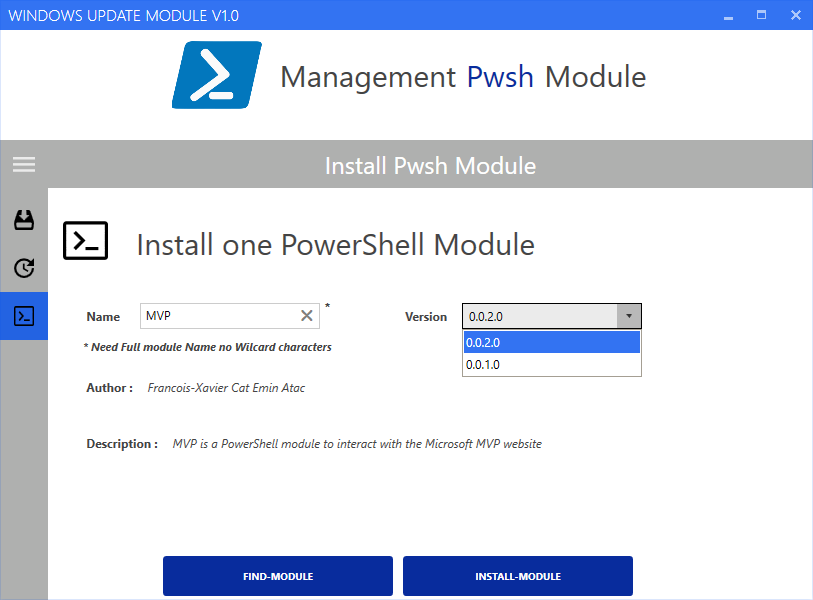 WINDOWS UPDATE MODULE V1.0
Management Pwsh Module
Install Pwsh Module
Install one PowerShell Module
Name MVP * Version 0.0.2.0
0.0.2.0
* Need Full module Name no Wilcard characters
0.0.1.0
Author : Francois-Xavier Cat Emin Atac
Description : MVP is a PowerShell module to interact with the Microsoft MVP website
FIND-MODULE INSTALL-MODULE